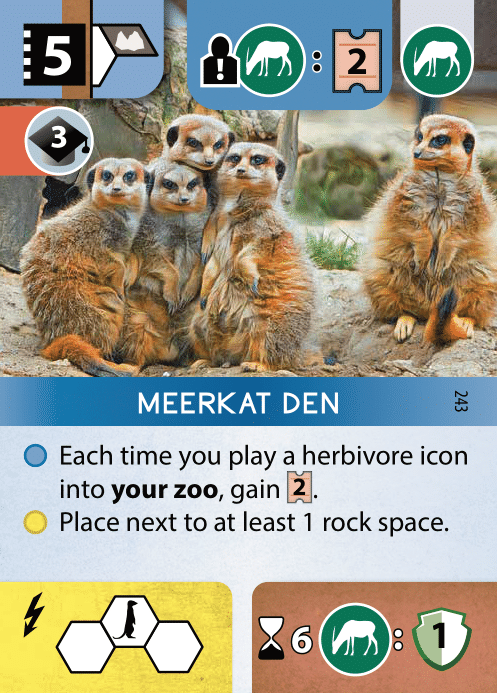 5
: 2
3
MEERKAT DEN
243
Each time you play a herbivore icon
into your zoo, gain 2.
Place next to at least 1 rock space.
6 : 1